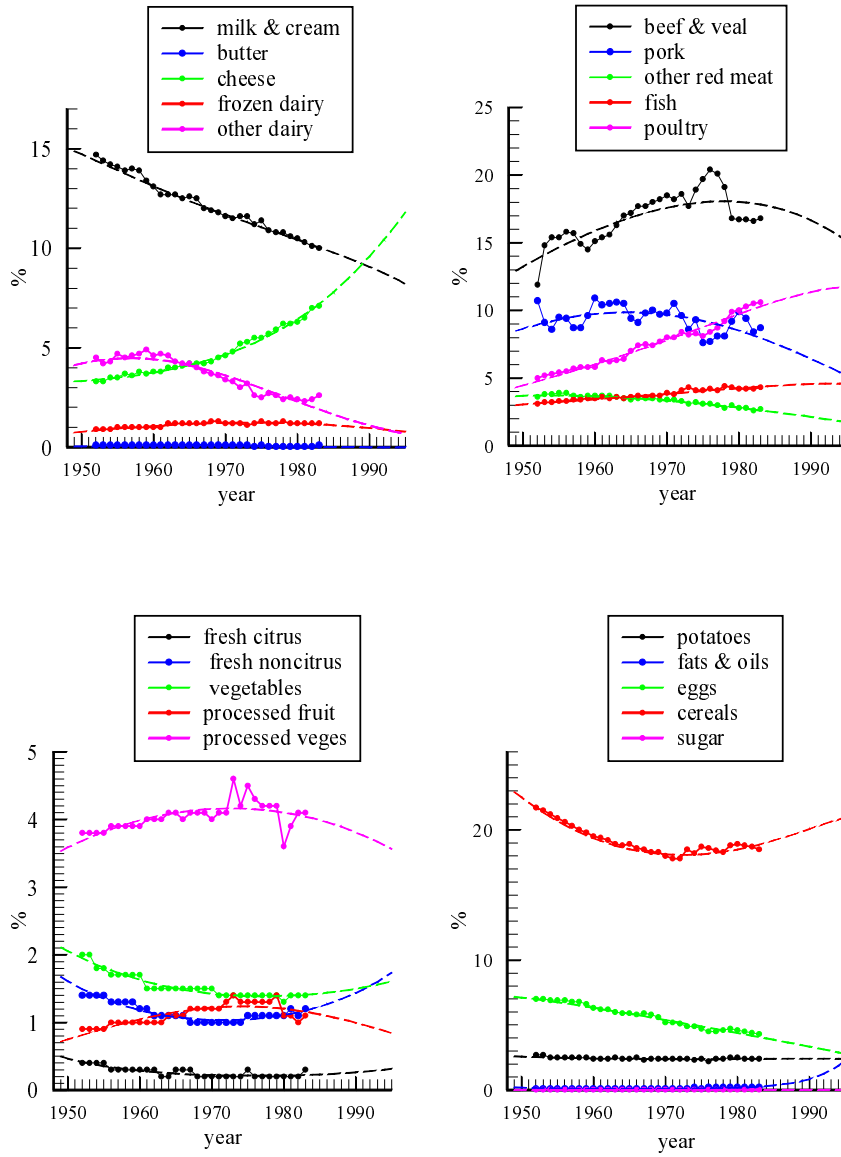 milk & cream
butter
cheese
frozen dairy
other dairy
15
10
5
0
%
1950 1960 1970 1980 1990
year
beef & veal
pork
other red meat
fish
poultry
25
20
15
10
5
0
%
1950 1960 1970 1980 1990
year
fresh citrus
fresh noncitrus
vegetables
processed fruit
processed veges
5
4
3
2
1
0
%
1950 1960 1970 1980 1990
year
potatoes
fats & oils
eggs
cereals
sugar
20
10
0
%
1950 1960 1970 1980 1990
year